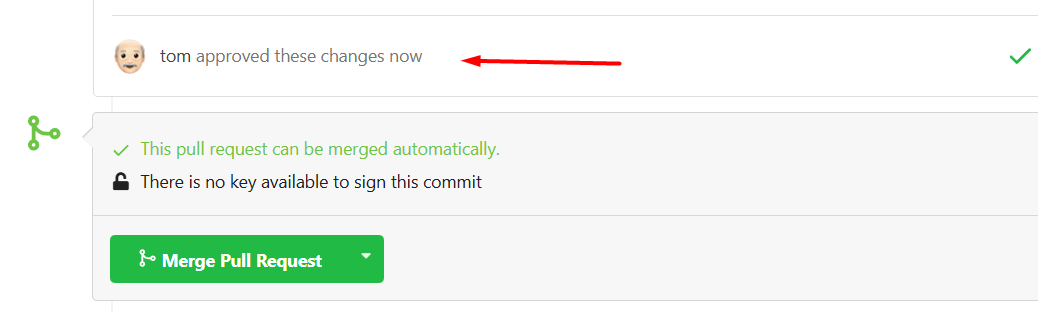 tom approved these changes now
This pull request can be merged automatically.
There is no key available to sign this commit
Merge Pull Request